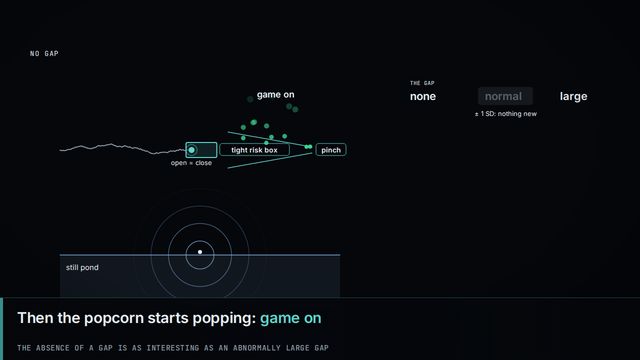 NO GAP
THE GAP
none
normal
large
± 1 SD: nothing new
game on
tight risk box
pinch
open ≈ close
still pond
Then the popcorn starts popping: game on
THE ABSENCE OF A GAP IS AS INTERESTING AS AN ABNORMALLY LARGE GAP